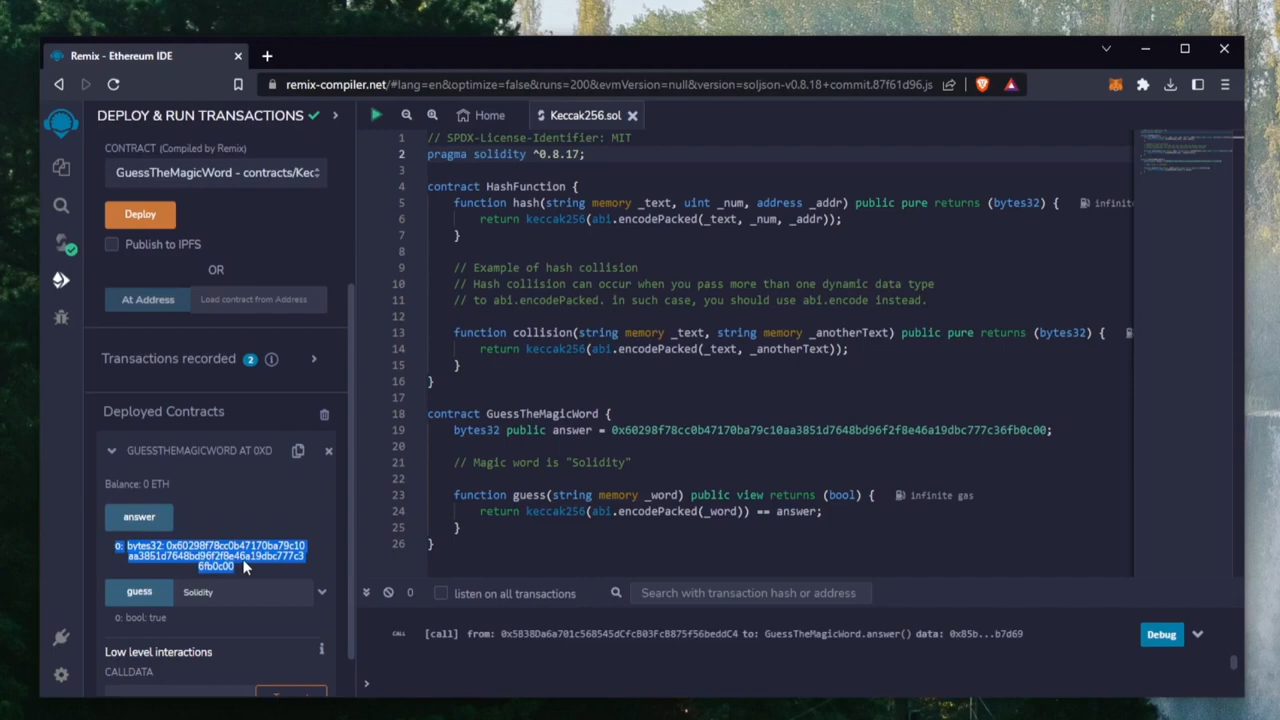 Remix - Ethereum IDE
remix-compiler.net/#lang=en&optimize=false&runs=200&evmVersion=null&version=soljson-v0.8.18+commit.87f61d96.js
DEPLOY & RUN TRANSACTIONS
Home
Keccak256.sol
CONTRACT (Compiled by Remix)
GuessTheMagicWord - contracts/Kec
Deploy
Publish to IPFS
OR
At Address
Load contract from Address
Transactions recorded 2 i
Deployed Contracts
GUESSTHEMAGICWORD AT 0XD
Balance: 0 ETH
answer
0: bytes32: 0x60298f78cc0b47170ba79c10
aa3851d7648bd96f2f8e46a19dbc777c3
6fb0c00
guess
Solidity
0: bool: true
Low level interactions
i
CALLDATA
1 // SPDX-License-Identifier: MIT
2 pragma solidity ^0.8.17;
3
4 contract HashFunction {
5 function hash(string memory _text, uint _num, address _addr) public pure returns (bytes32) { infinite
6 return keccak256(abi.encodePacked(_text, _num, _addr));
7 }
8
9 // Example of hash collision
10 // Hash collision can occur when you pass more than one dynamic data type
11 // to abi.encodePacked. in such case, you should use abi.encode instead.
12
13 function collision(string memory _text, string memory _anotherText) public pure returns (bytes32) {
14 return keccak256(abi.encodePacked(_text, _anotherText));
15 }
16 }
17
18 contract GuessTheMagicWord {
19 bytes32 public answer = 0x60298f78cc0b47170ba79c10aa3851d7648bd96f2f8e46a19dbc777c36fb0c00;
20
21 // Magic word is "Solidity"
22
23 function guess(string memory _word) public view returns (bool) { infinite gas
24 return keccak256(abi.encodePacked(_word)) == answer;
25 }
26 }
0
listen on all transactions
Search with transaction hash or address
CALL [call] from: 0x5B38Da6a701c568545dCfcB03FcB875f56beddC4 to: GuessTheMagicWord.answer() data: 0x85b...b7d69
Debug
>